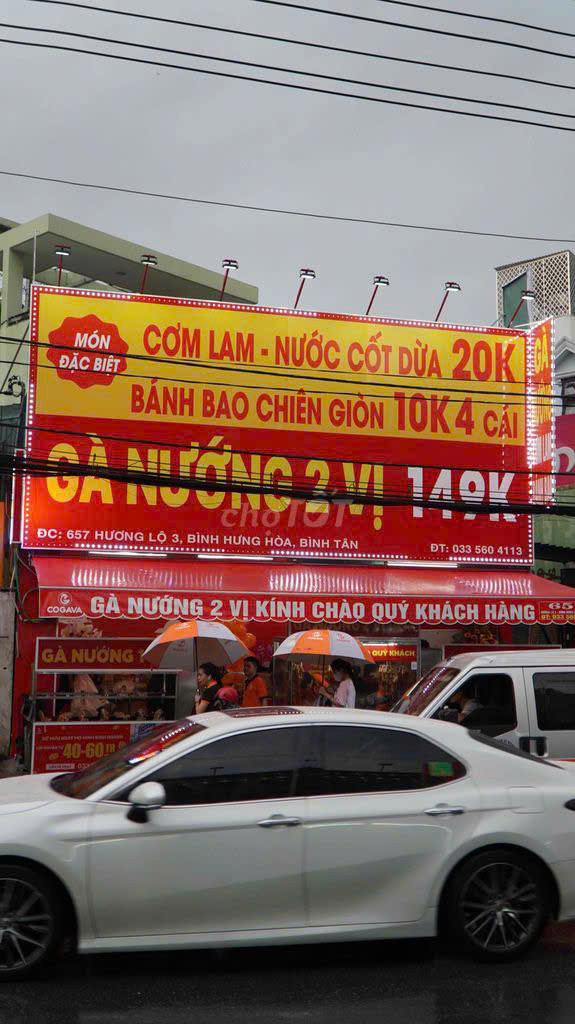 MÓN
ĐẶC BIỆT
CƠM LAM - NƯỚC CỐT DỪA 20K
BÁNH BAO CHIÊN GIÒN 10K 4 CÁI
GÀ NƯỚNG 2 VỊ 149K
chợTỐT
ĐC: 657 HƯƠNG LỘ 3, BÌNH HƯNG HÒA, BÌNH TÂN
ĐT: 033 560 4113
COGAVA
GÀ NƯỚNG 2 VỊ KÍNH CHÀO QUÝ KHÁCH HÀNG
GÀ NƯỚNG
QUÝ KHÁCH
40-60